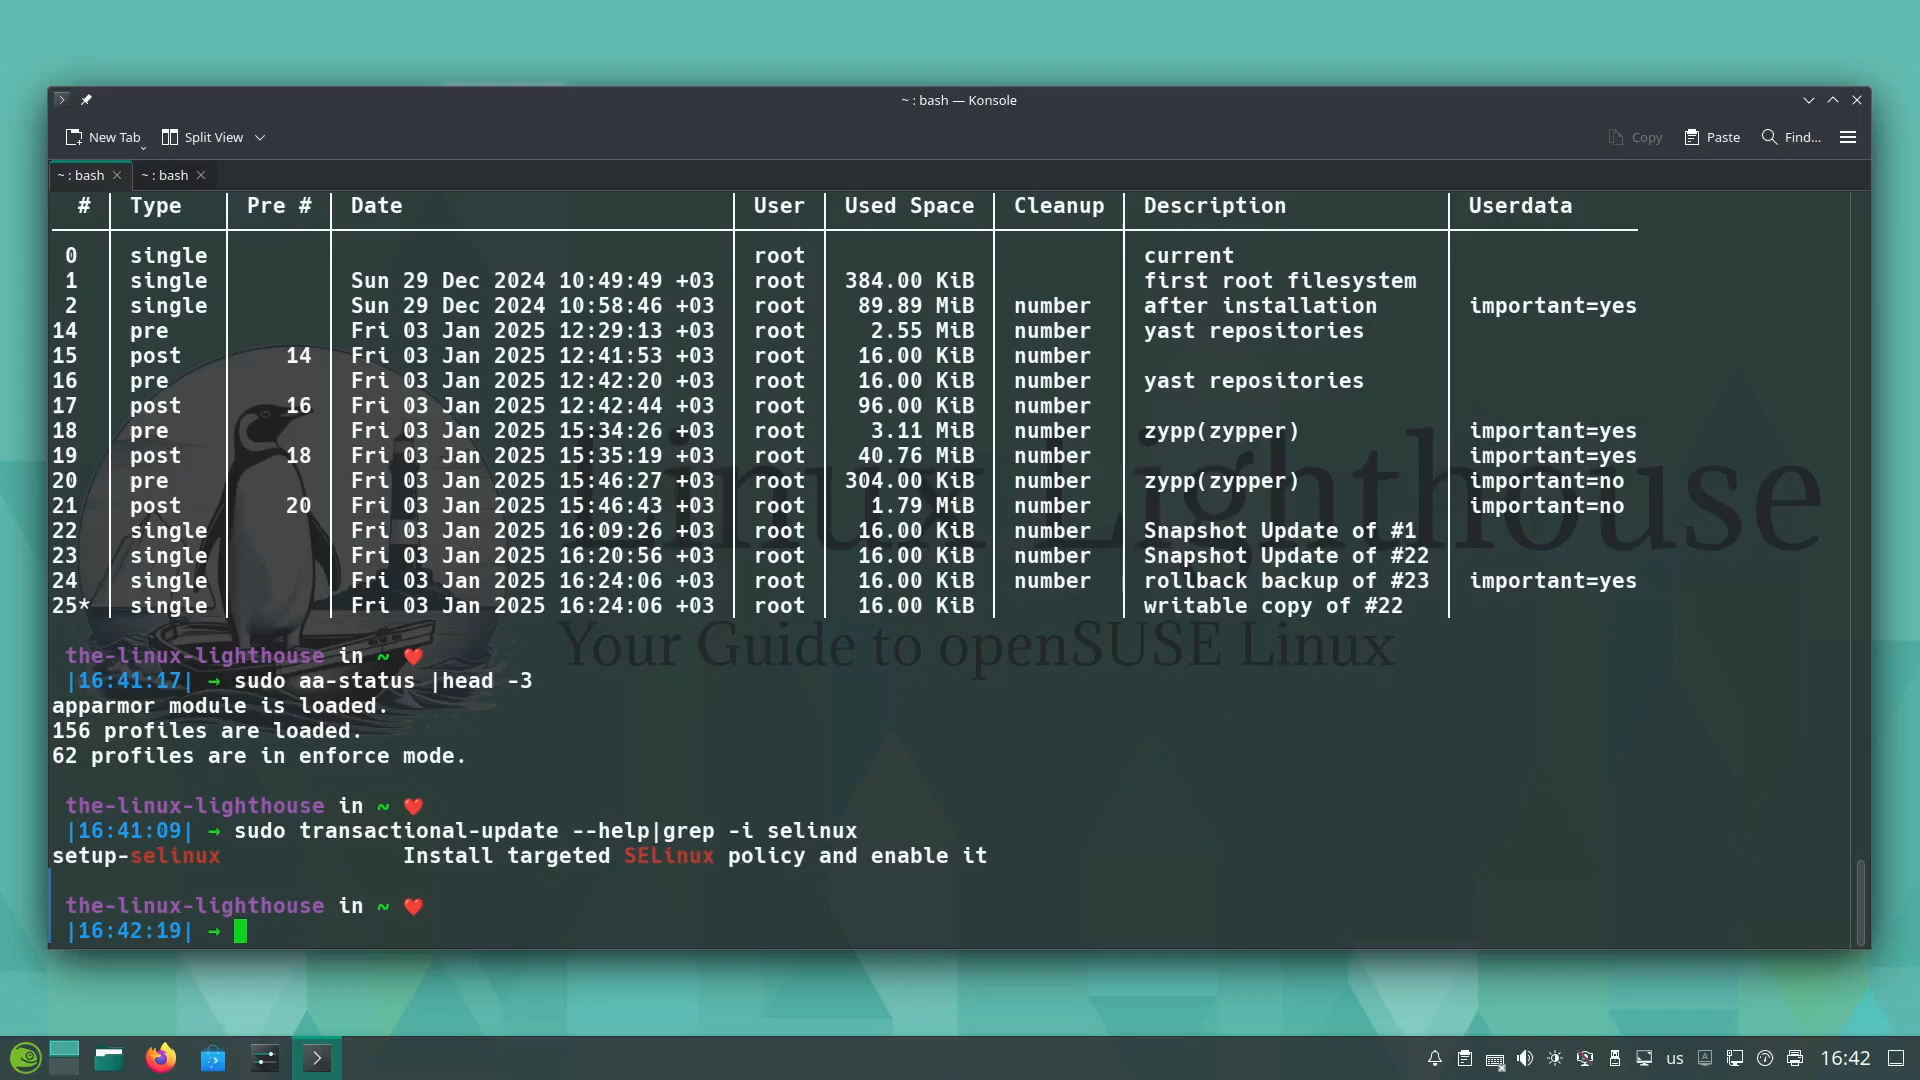 ~ : bash — Konsole
New Tab Split View Copy Paste Find...
~ : bash ~ : bash
# Type Pre # Date User Used Space Cleanup Description Userdata
0 single root current
1 single Sun 29 Dec 2024 10:49:49 +03 root 384.00 KiB first root filesystem
2 single Sun 29 Dec 2024 10:58:46 +03 root 89.89 MiB number after installation important=yes
14 pre Fri 03 Jan 2025 12:29:13 +03 root 2.55 MiB number yast repositories
15 post 14 Fri 03 Jan 2025 12:41:53 +03 root 16.00 KiB number
16 pre Fri 03 Jan 2025 12:42:20 +03 root 16.00 KiB number yast repositories
17 post 16 Fri 03 Jan 2025 12:42:44 +03 root 96.00 KiB number
18 pre Fri 03 Jan 2025 15:34:26 +03 root 3.11 MiB number zypp(zypper) important=yes
19 post 18 Fri 03 Jan 2025 15:35:19 +03 root 40.76 MiB number important=yes
20 pre Fri 03 Jan 2025 15:46:27 +03 root 304.00 KiB number zypp(zypper) important=no
21 post 20 Fri 03 Jan 2025 15:46:43 +03 root 1.79 MiB number important=no
22 single Fri 03 Jan 2025 16:09:26 +03 root 16.00 KiB number Snapshot Update of #1
23 single Fri 03 Jan 2025 16:20:56 +03 root 16.00 KiB number Snapshot Update of #22
24 single Fri 03 Jan 2025 16:24:06 +03 root 16.00 KiB number rollback backup of #23 important=yes
25* single Fri 03 Jan 2025 16:24:06 +03 root 16.00 KiB writable copy of #22
Linux Lighthouse
Your Guide to openSUSE Linux
the-linux-lighthouse in ~ ❤️
|16:41:17| → sudo aa-status |head -3
apparmor module is loaded.
156 profiles are loaded.
62 profiles are in enforce mode.
the-linux-lighthouse in ~ ❤️
|16:41:09| → sudo transactional-update --help|grep -i selinux
setup-selinux Install targeted SELinux policy and enable it
the-linux-lighthouse in ~ ❤️
|16:42:19| →
us 16:42